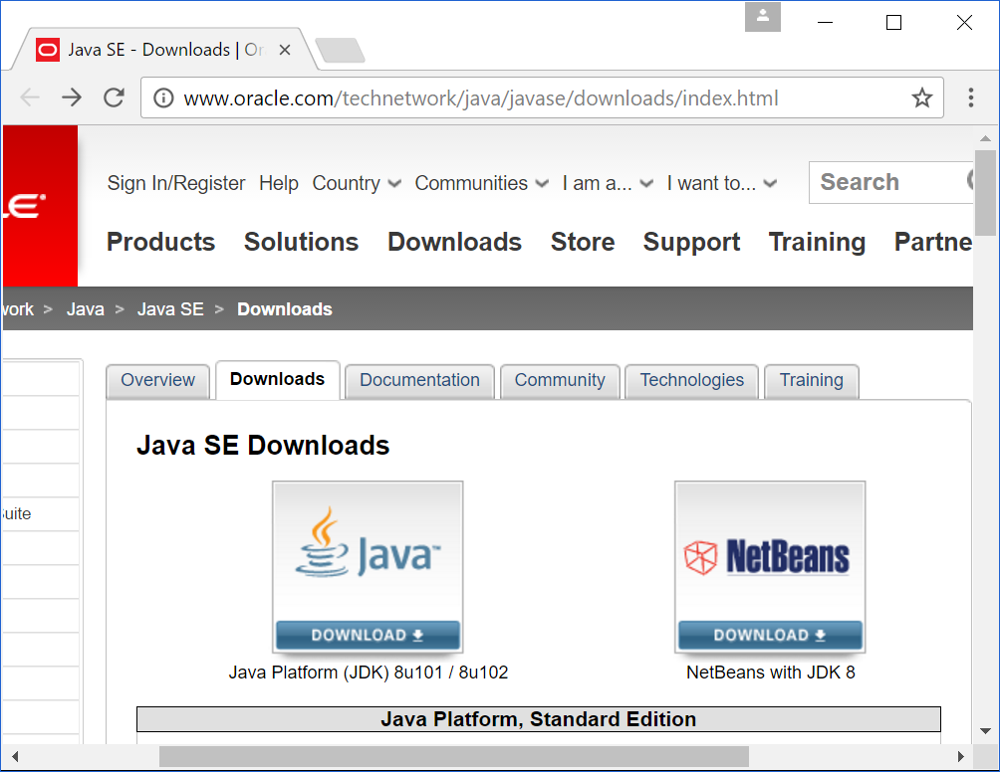 Java SE - Downloads | Or
www.oracle.com/technetwork/java/javase/downloads/index.html
LE
Sign In/Register Help Country Communities I am a... I want to... Search
Products Solutions Downloads Store Support Training Partne
work > Java > Java SE > Downloads
Overview Downloads Documentation Community Technologies Training
Java SE Downloads
uite
Java™ NetBeans
DOWNLOAD DOWNLOAD
Java Platform (JDK) 8u101 / 8u102 NetBeans with JDK 8
Java Platform, Standard Edition